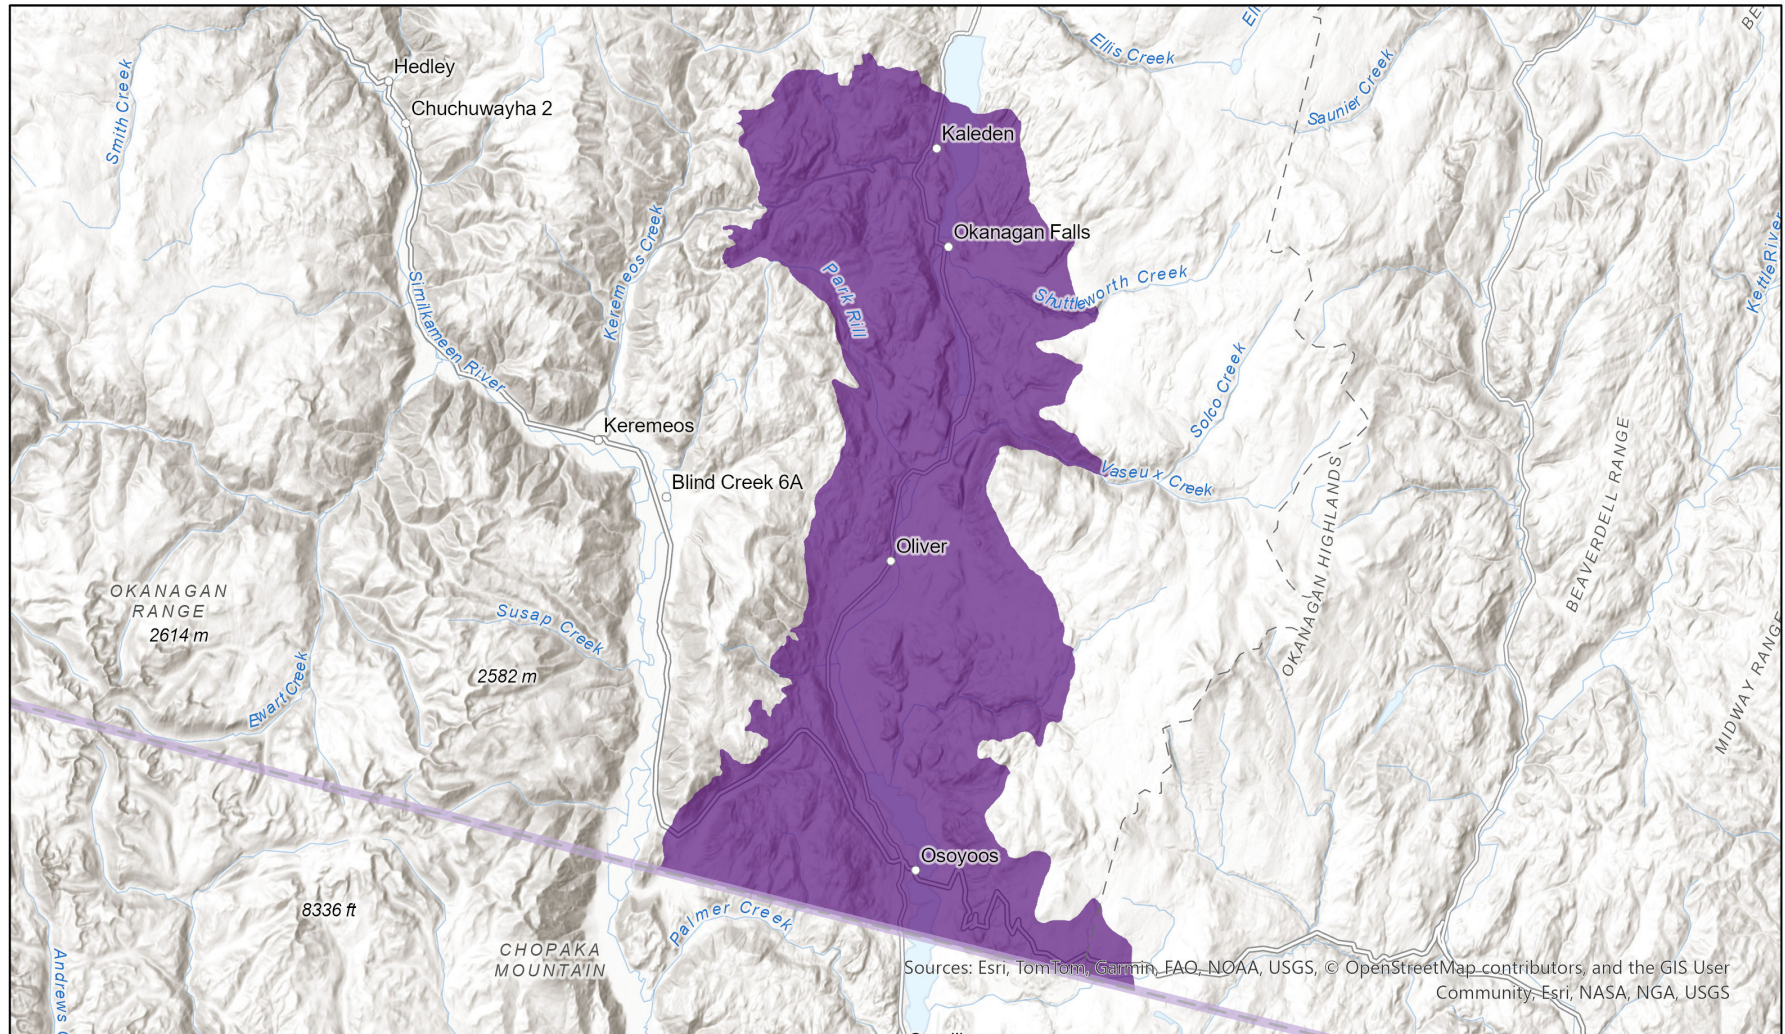 Hedley
Chuchuwayha 2
Smith Creek
Ellis Creek
Saunier Creek
Kaleden
Okanagan Falls
Keremeos Creek
Similkameen River
Park Rill
Shuttleworth Creek
Kettle River
Solco Creek
Keremeos
Blind Creek 6A
Vaseux Creek
Oliver
OKANAGAN HIGHLANDS
BEAVERDELL RANGE
OKANAGAN
RANGE
2614 m
Susap Creek
2582 m
Ewart Creek
MIDWAY RANGE
Osoyoos
8336 ft
Palmer Creek
CHOPAKA
MOUNTAIN
Andrews
Sources: Esri, TomTom, Garmin, FAO, NOAA, USGS, © OpenStreetMap contributors, and the GIS User
Community, Esri, NASA, NGA, USGS